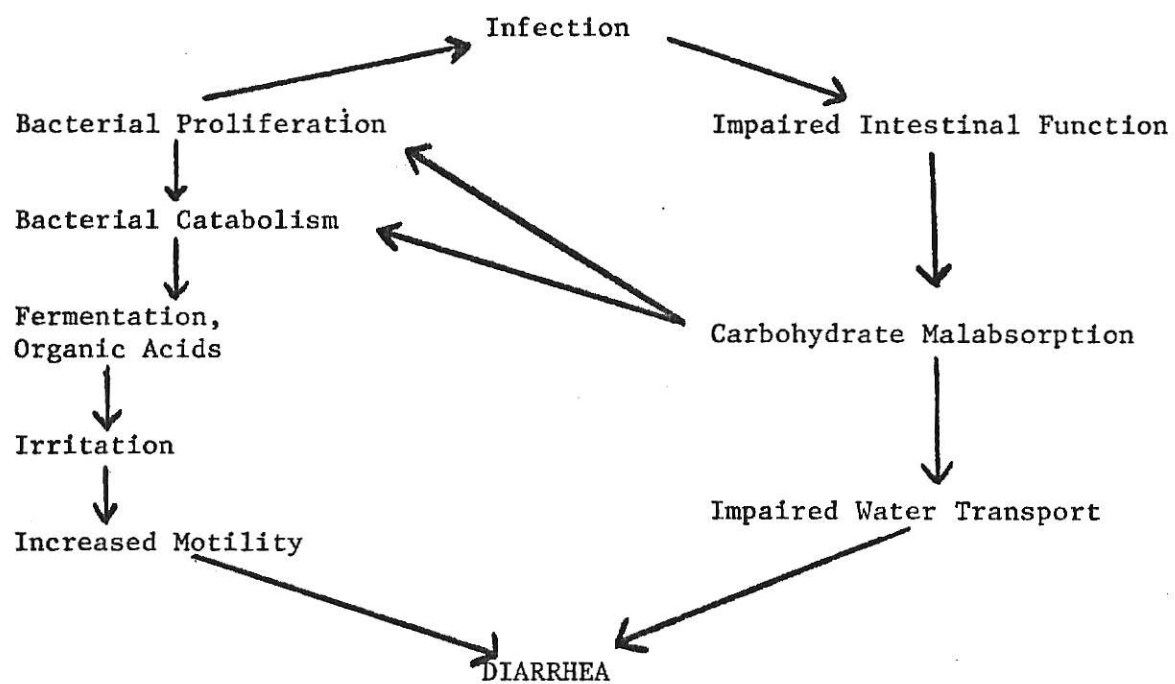 Infection
Bacterial Proliferation
Impaired Intestinal Function
Bacterial Catabolism
Fermentation,
Organic Acids
Carbohydrate Malabsorption
Irritation
Impaired Water Transport
Increased Motility
DIARRHEA